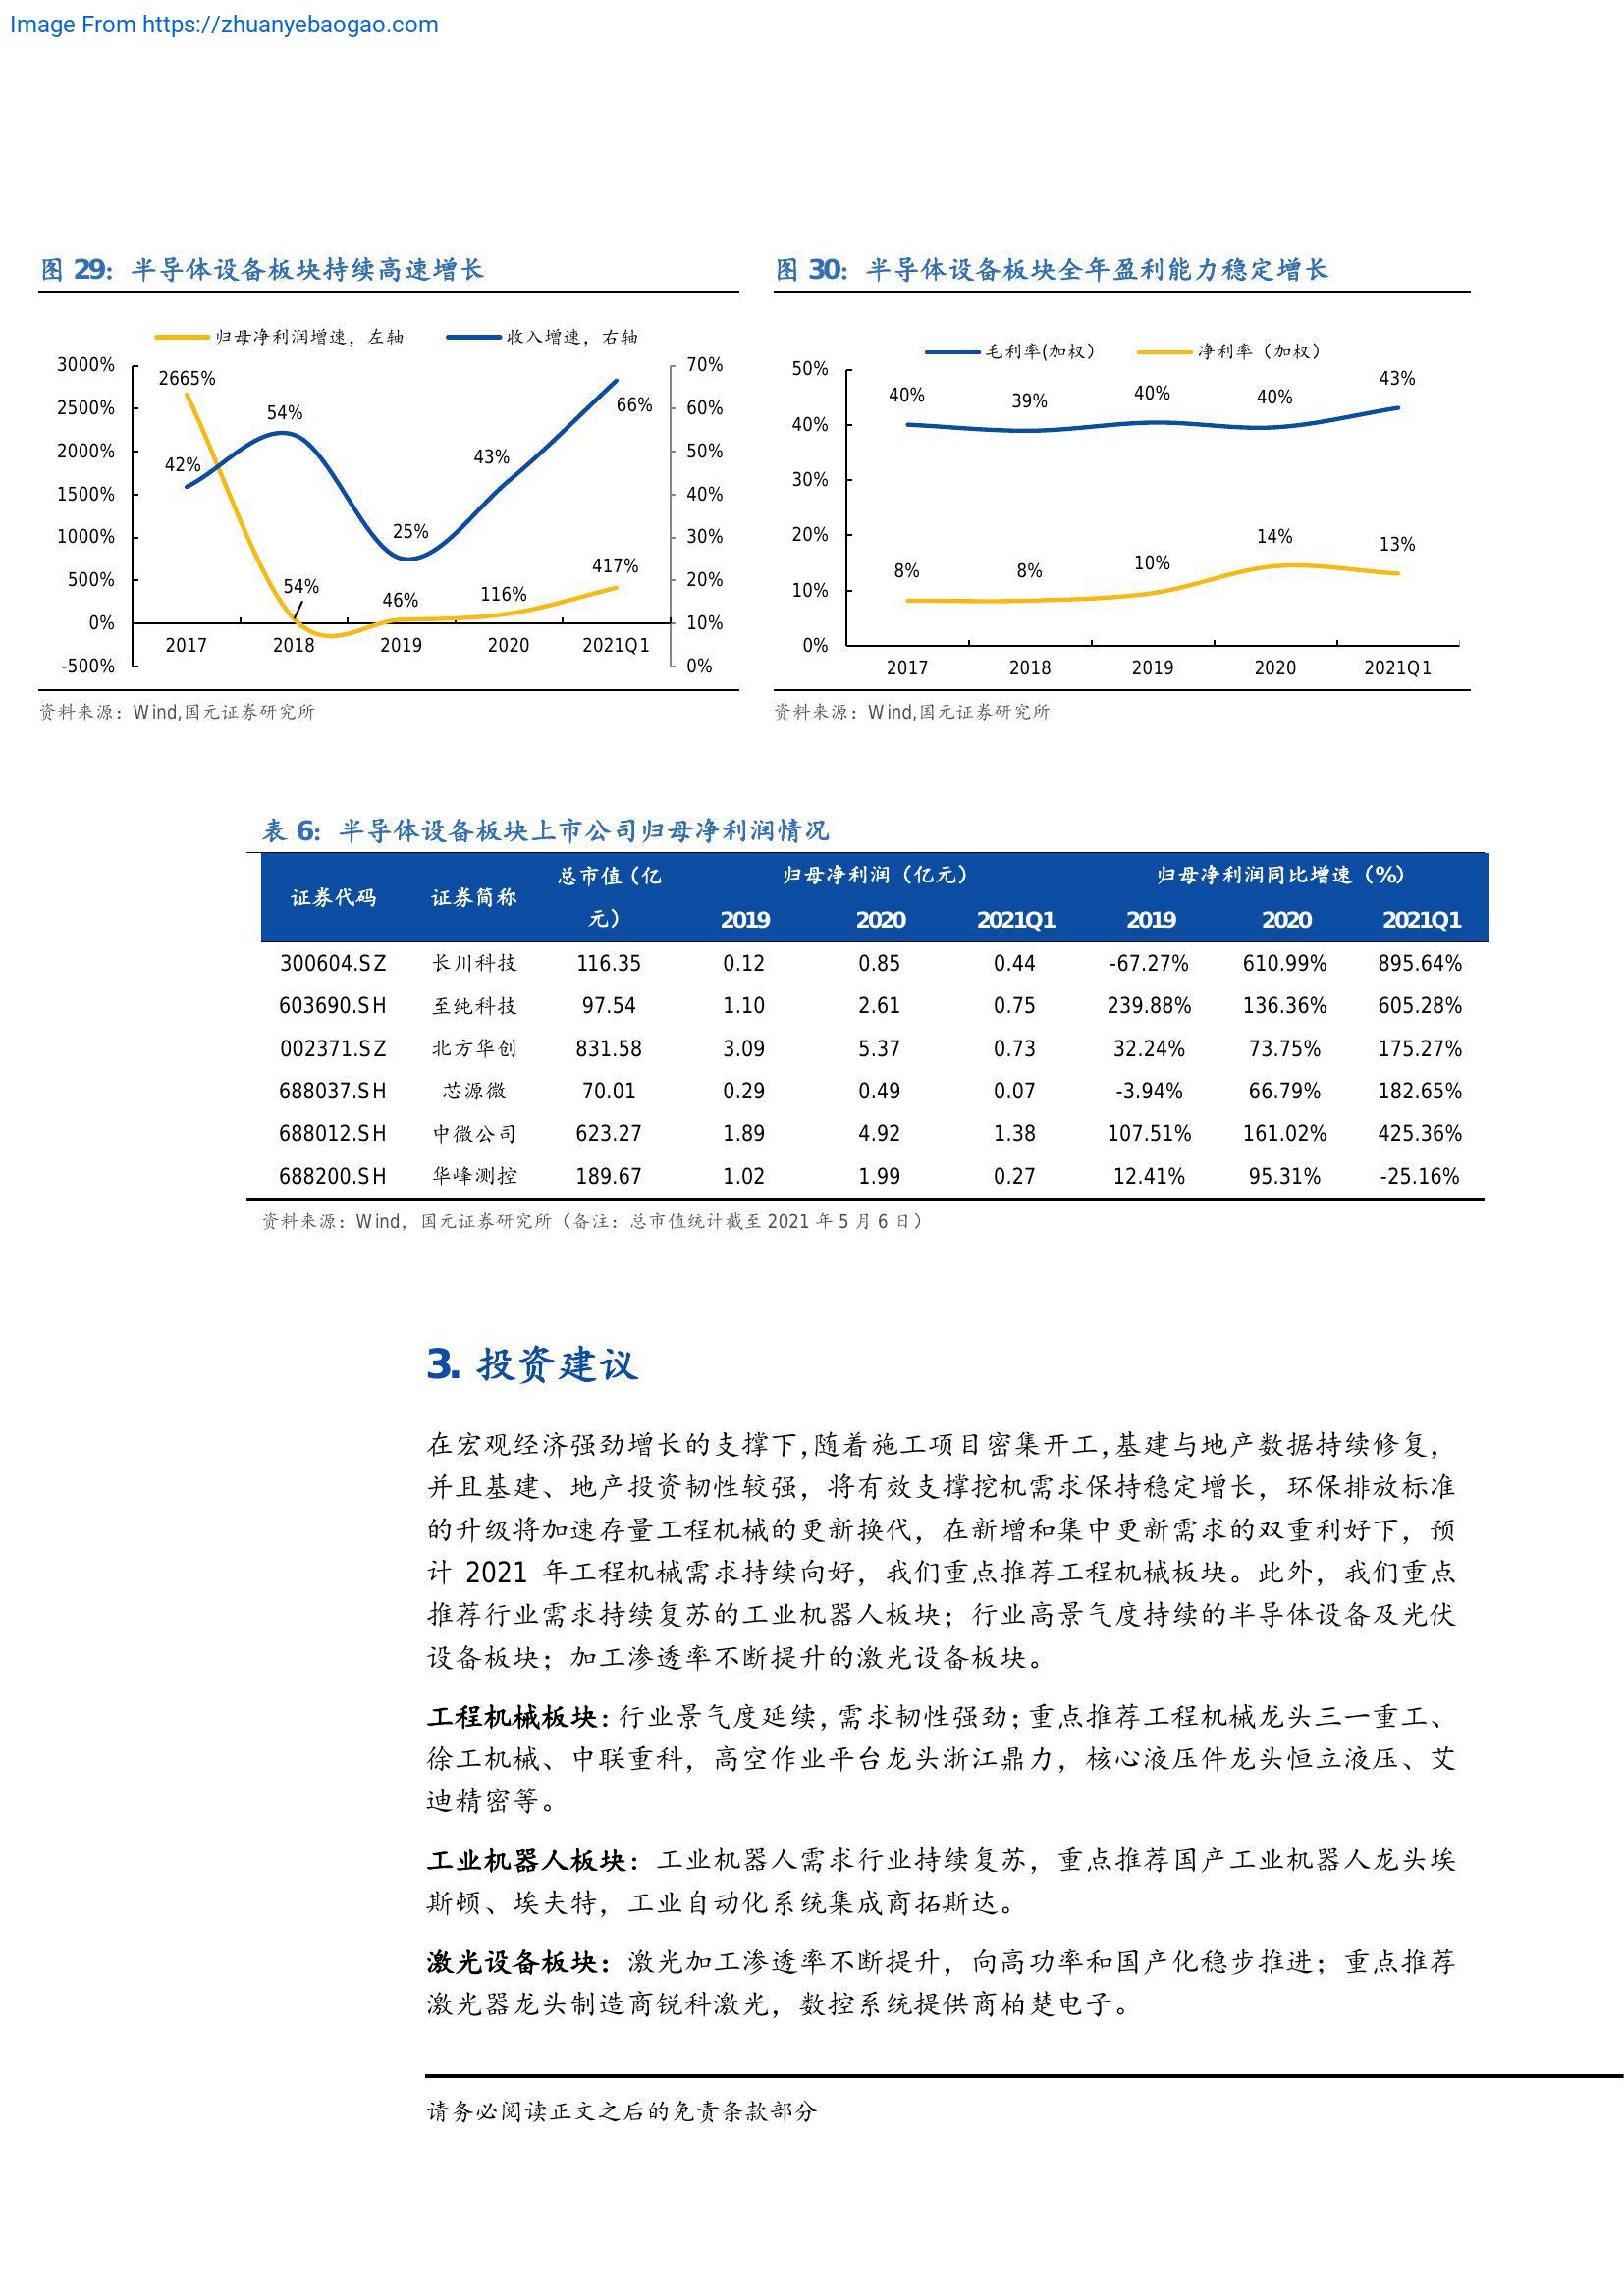 Image From https://zhuanyebaogao.com
图 29：半导体设备板块持续高速增长
归母净利润增速，左轴 收入增速，右轴
3000%
2500%
2000%
1500%
1000%
500%
0%
-500%
70%
60%
50%
40%
30%
20%
10%
0%
2665%
54%
46%
116%
417%
42%
54%
25%
43%
66%
2017 2018 2019 2020 2021Q1
资料来源：Wind,国元证券研究所
图 30：半导体设备板块全年盈利能力稳定增长
毛利率(加权） 净利率（加权）
50%
40%
30%
20%
10%
0%
40% 39% 40% 40% 43%
8% 8% 10% 14% 13%
2017 2018 2019 2020 2021Q1
资料来源：Wind,国元证券研究所
表 6：半导体设备板块上市公司归母净利润情况
证券代码 证券简称 总市值（亿元） 归母净利润（亿元） 归母净利润同比增速（%）
2019 2020 2021Q1 2019 2020 2021Q1
300604.SZ 长川科技 116.35 0.12 0.85 0.44 -67.27% 610.99% 895.64%
603690.SH 至纯科技 97.54 1.10 2.61 0.75 239.88% 136.36% 605.28%
002371.SZ 北方华创 831.58 3.09 5.37 0.73 32.24% 73.75% 175.27%
688037.SH 芯源微 70.01 0.29 0.49 0.07 -3.94% 66.79% 182.65%
688012.SH 中微公司 623.27 1.89 4.92 1.38 107.51% 161.02% 425.36%
688200.SH 华峰测控 189.67 1.02 1.99 0.27 12.41% 95.31% -25.16%
资料来源：Wind，国元证券研究所（备注：总市值统计截至 2021 年 5 月 6 日）
3. 投资建议
在宏观经济强劲增长的支撑下,随着施工项目密集开工,基建与地产数据持续修复，
并且基建、地产投资韧性较强，将有效支撑挖机需求保持稳定增长，环保排放标准
的升级将加速存量工程机械的更新换代，在新增和集中更新需求的双重利好下，预
计 2021 年工程机械需求持续向好，我们重点推荐工程机械板块。此外，我们重点
推荐行业需求持续复苏的工业机器人板块；行业高景气度持续的半导体设备及光伏
设备板块；加工渗透率不断提升的激光设备板块。
工程机械板块：行业景气度延续，需求韧性强劲；重点推荐工程机械龙头三一重工、
徐工机械、中联重科，高空作业平台龙头浙江鼎力，核心液压件龙头恒立液压、艾
迪精密等。
工业机器人板块：工业机器人需求行业持续复苏，重点推荐国产工业机器人龙头埃
斯顿、埃夫特，工业自动化系统集成商拓斯达。
激光设备板块：激光加工渗透率不断提升，向高功率和国产化稳步推进；重点推荐
激光器龙头制造商锐科激光，数控系统提供商柏楚电子。
请务必阅读正文之后的免责条款部分